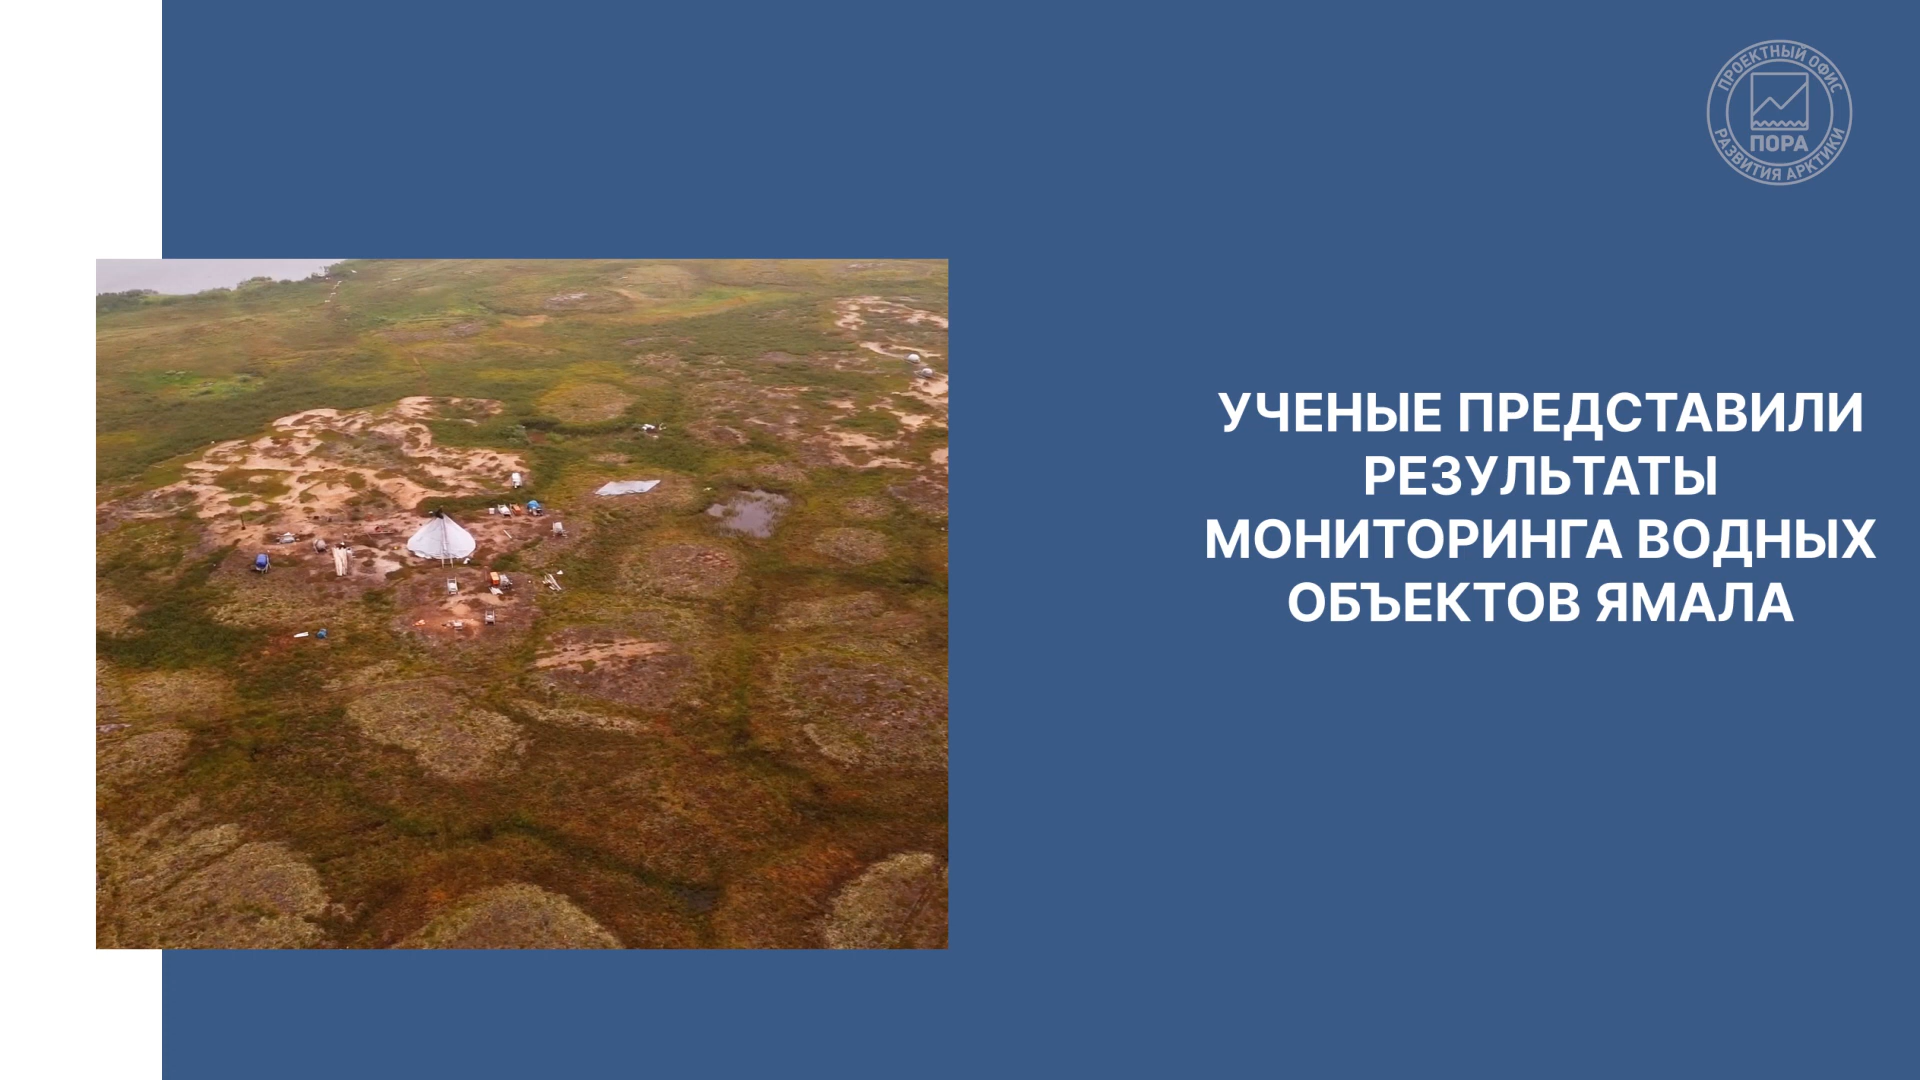 ПРОЕКТНЫЙ ОФИС
ПОРА
РАЗВИТИЯ АРКТИКИ
УЧЕНЫЕ ПРЕДСТАВИЛИ
РЕЗУЛЬТАТЫ
МОНИТОРИНГА ВОДНЫХ
ОБЪЕКТОВ ЯМАЛА